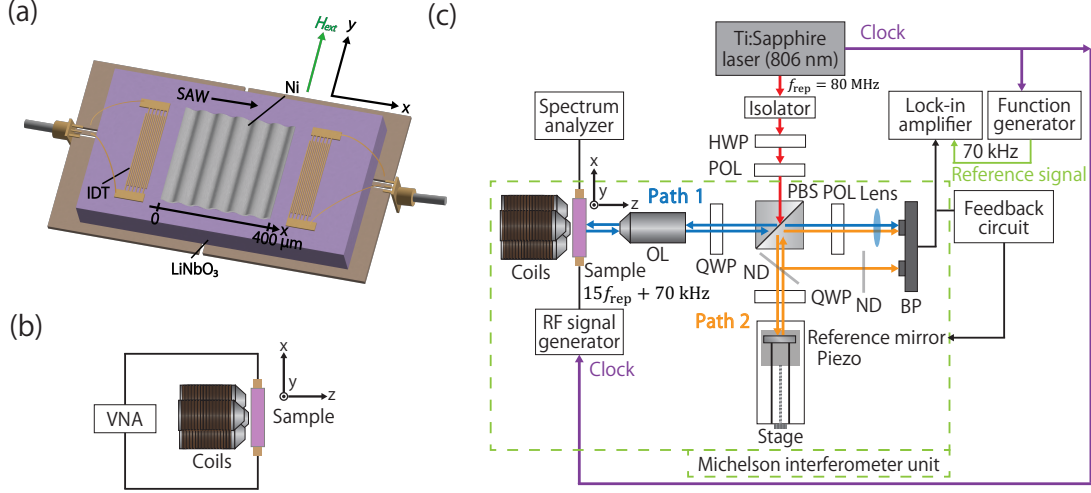 (a)
H_ext
y
x
Ni
SAW
IDT
0
x
400 μm
LiNbO₃
(b)
VNA
Coils
x
y
z
Sample
(c)
Ti:Sapphire
laser (806 nm)
Clock
f_rep = 80 MHz
Spectrum
analyzer
Isolator
HWP
POL
Lock-in
amplifier
Function
generator
70 kHz
Reference signal
x
y
z
Path 1
PBS POL Lens
Feedback
circuit
Coils
Sample
OL
QWP
ND
ND
BP
15f_rep + 70 kHz
QWP
RF signal
generator
Path 2
Reference mirror
Piezo
Clock
Stage
Michelson interferometer unit